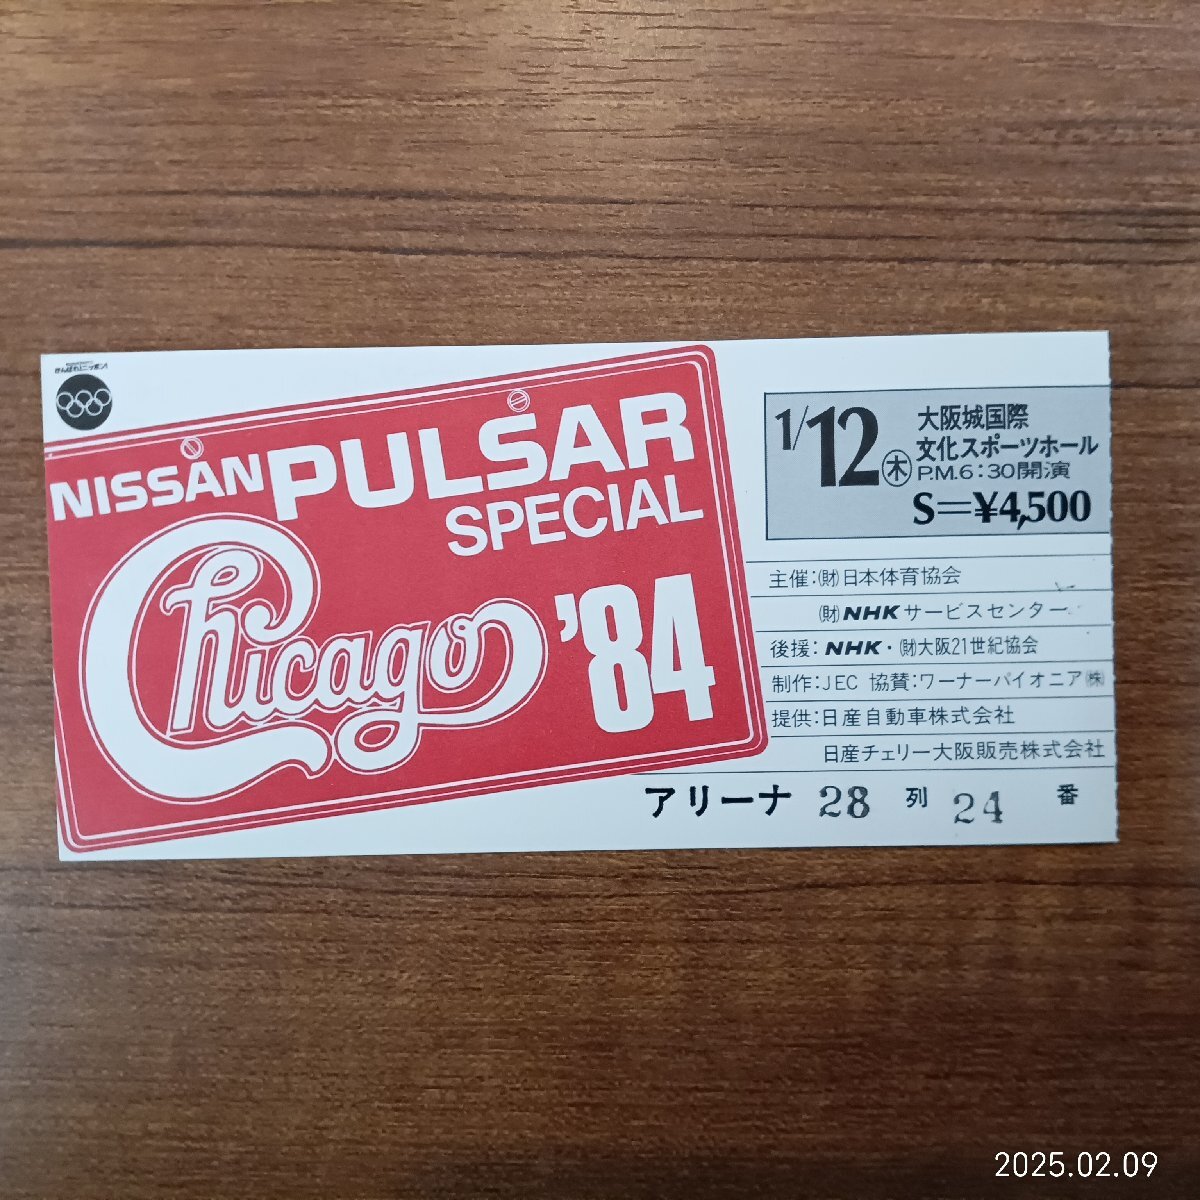 がんばれ!ニッポン!
NISSAN PULSAR
SPECIAL
Chicago '84
1/12㊍
大阪城国際
文化スポーツホール
P.M.6:30開演
S=¥4,500
主催:㈶日本体育協会
㈶NHKサービスセンター
後援:NHK・㈶大阪21世紀協会
制作:JEC 協賛:ワーナーパイオニア㈱
提供:日産自動車株式会社
日産チェリー大阪販売株式会社
アリーナ 28 列 24 番
2025.02.09